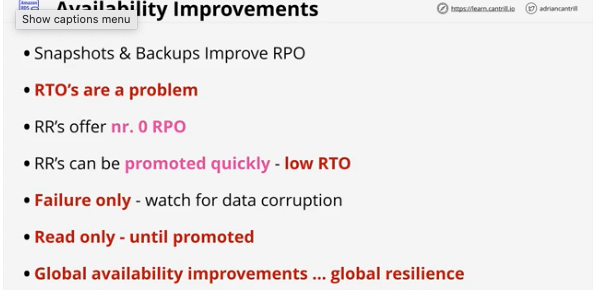 Availability Improvements
https://learn.cantrill.io
adriancantrill
Amazon
RDS
Show captions menu
• Snapshots & Backups Improve RPO
• RTO's are a problem
• RR's offer nr. 0 RPO
• RR's can be promoted quickly - low RTO
• Failure only - watch for data corruption
• Read only - until promoted
• Global availability improvements ... global resilience